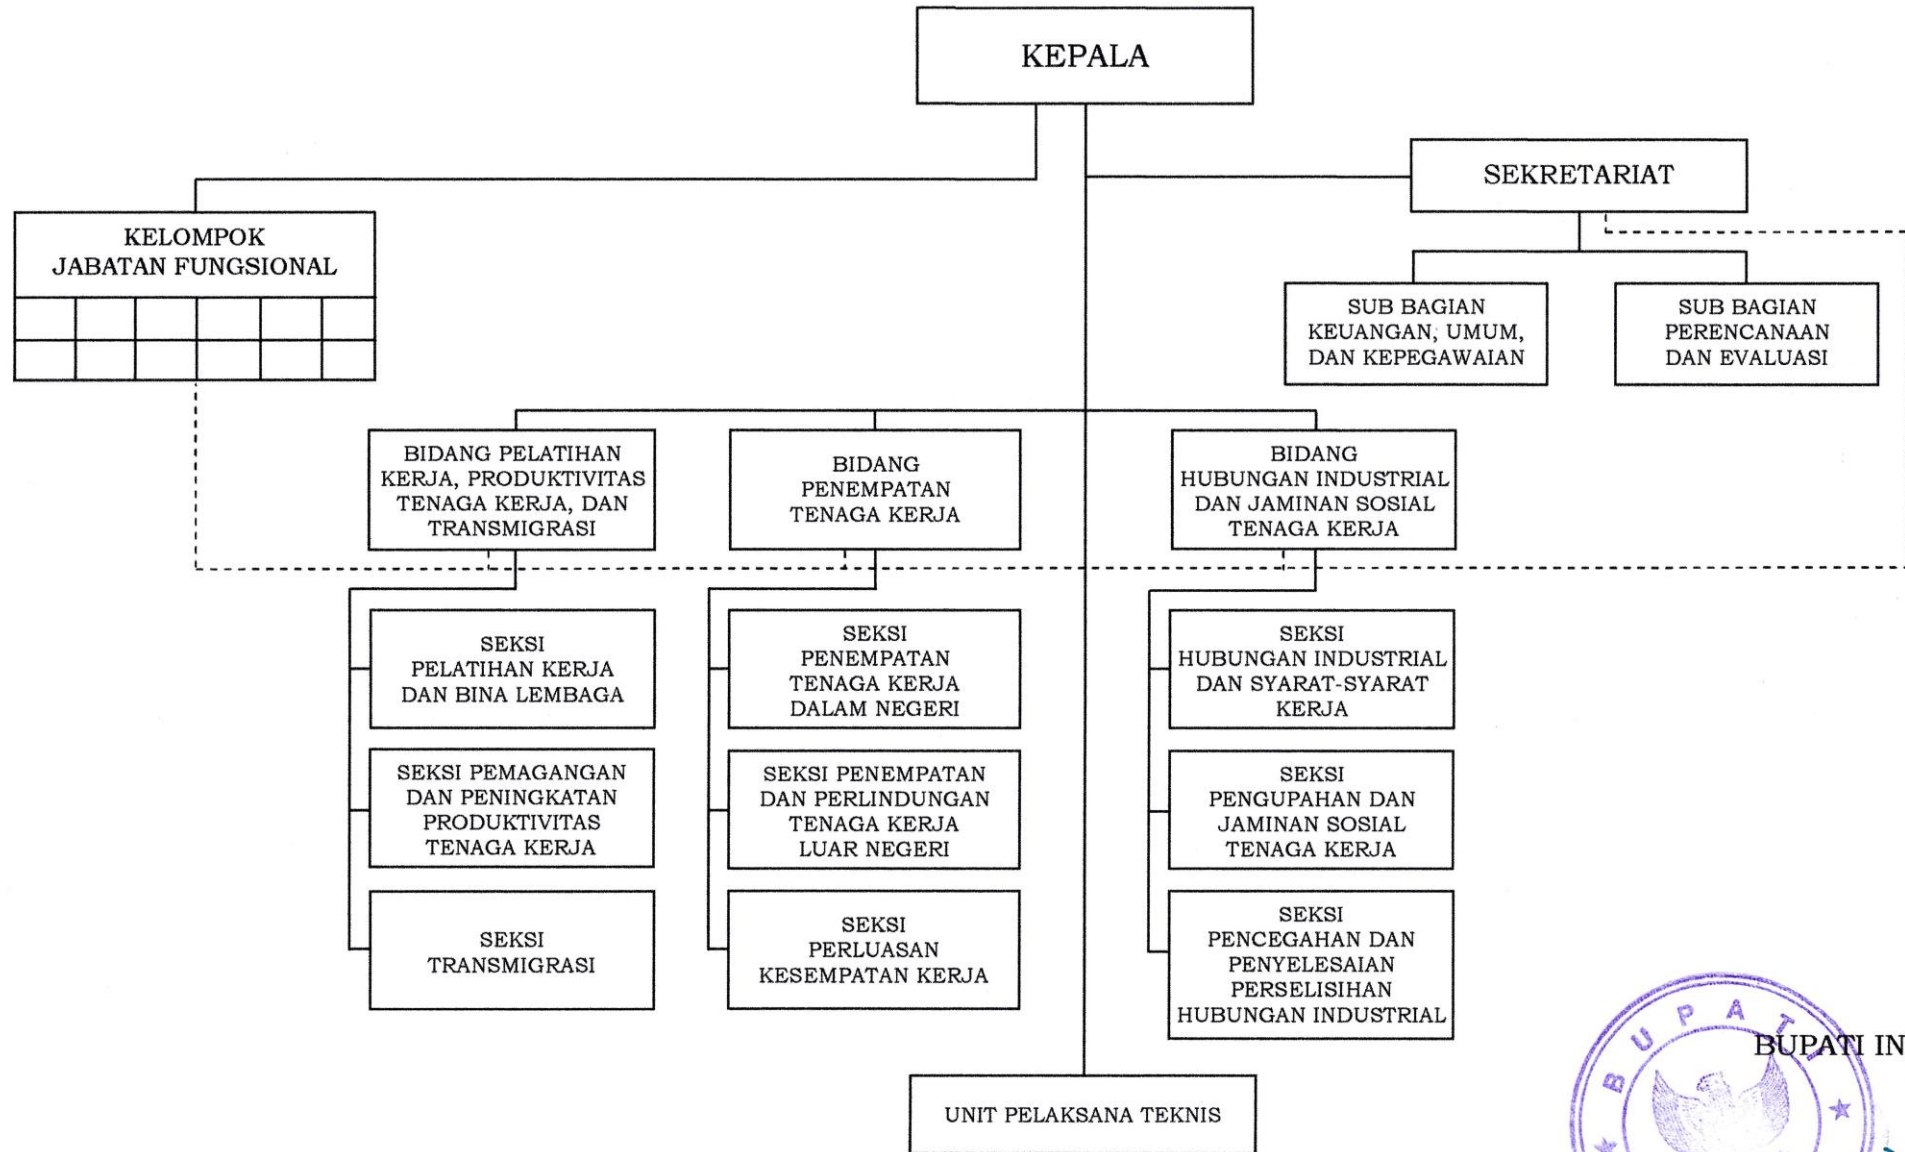 KEPALA
SEKRETARIAT
KELOMPOK
JABATAN FUNGSIONAL
SUB BAGIAN
KEUANGAN, UMUM,
DAN KEPEGAWAIAN
SUB BAGIAN
PERENCANAAN
DAN EVALUASI
BIDANG PELATIHAN
KERJA, PRODUKTIVITAS
TENAGA KERJA, DAN
TRANSMIGRASI
BIDANG
PENEMPATAN
TENAGA KERJA
BIDANG
HUBUNGAN INDUSTRIAL
DAN JAMINAN SOSIAL
TENAGA KERJA
SEKSI
PELATIHAN KERJA
DAN BINA LEMBAGA
SEKSI
PENEMPATAN
TENAGA KERJA
DALAM NEGERI
SEKSI
HUBUNGAN INDUSTRIAL
DAN SYARAT-SYARAT
KERJA
SEKSI PEMAGANGAN
DAN PENINGKATAN
PRODUKTIVITAS
TENAGA KERJA
SEKSI PENEMPATAN
DAN PERLINDUNGAN
TENAGA KERJA
LUAR NEGERI
SEKSI
PENGUPAHAN DAN
JAMINAN SOSIAL
TENAGA KERJA
SEKSI
TRANSMIGRASI
SEKSI
PERLUASAN
KESEMPATAN KERJA
SEKSI
PENCEGAHAN DAN
PENYELESAIAN
PERSELISIHAN
HUBUNGAN INDUSTRIAL
BUPATI IN
BUPATI
UNIT PELAKSANA TEKNIS